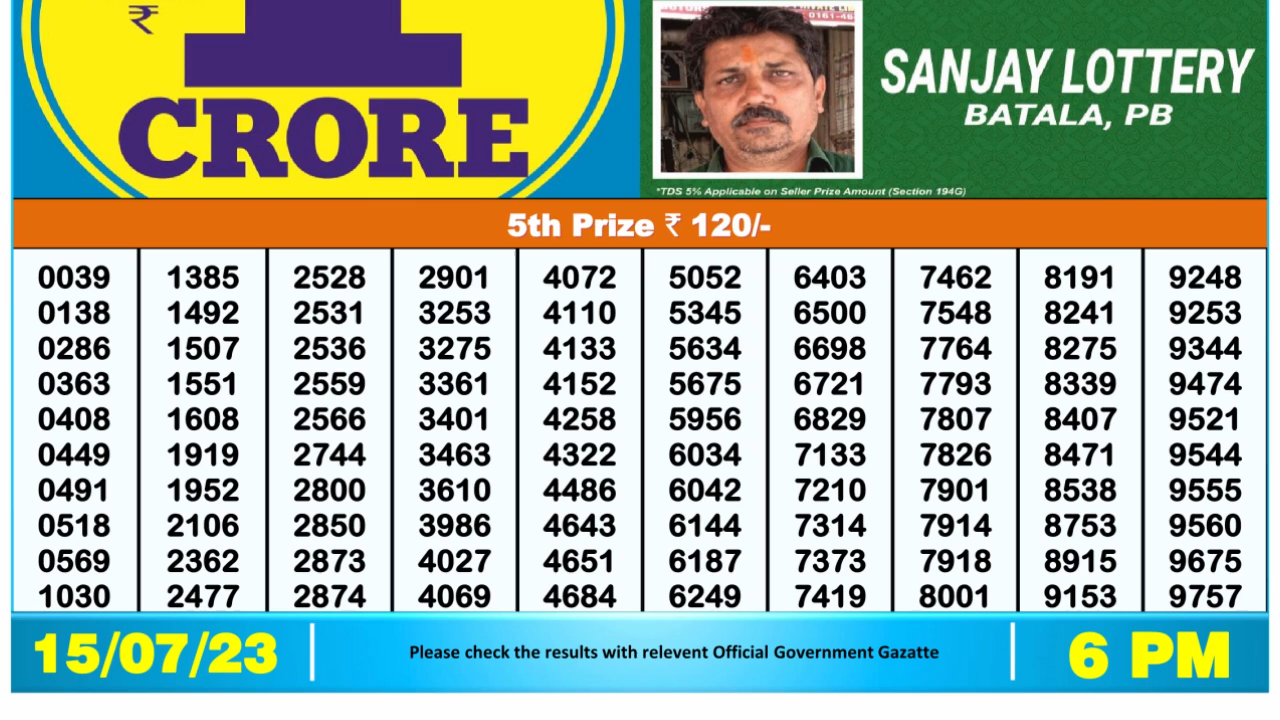 ₹
1
CRORE
0161-46
SANJAY LOTTERY
BATALA, PB
*TDS 5% Applicable on Seller Prize Amount (Section 194G)
5th Prize ₹ 120/-
0039 1385 2528 2901 4072 5052 6403 7462 8191 9248
0138 1492 2531 3253 4110 5345 6500 7548 8241 9253
0286 1507 2536 3275 4133 5634 6698 7764 8275 9344
0363 1551 2559 3361 4152 5675 6721 7793 8339 9474
0408 1608 2566 3401 4258 5956 6829 7807 8407 9521
0449 1919 2744 3463 4322 6034 7133 7826 8471 9544
0491 1952 2800 3610 4486 6042 7210 7901 8538 9555
0518 2106 2850 3986 4643 6144 7314 7914 8753 9560
0569 2362 2873 4027 4651 6187 7373 7918 8915 9675
1030 2477 2874 4069 4684 6249 7419 8001 9153 9757
15/07/23
Please check the results with relevent Official Government Gazatte
6 PM